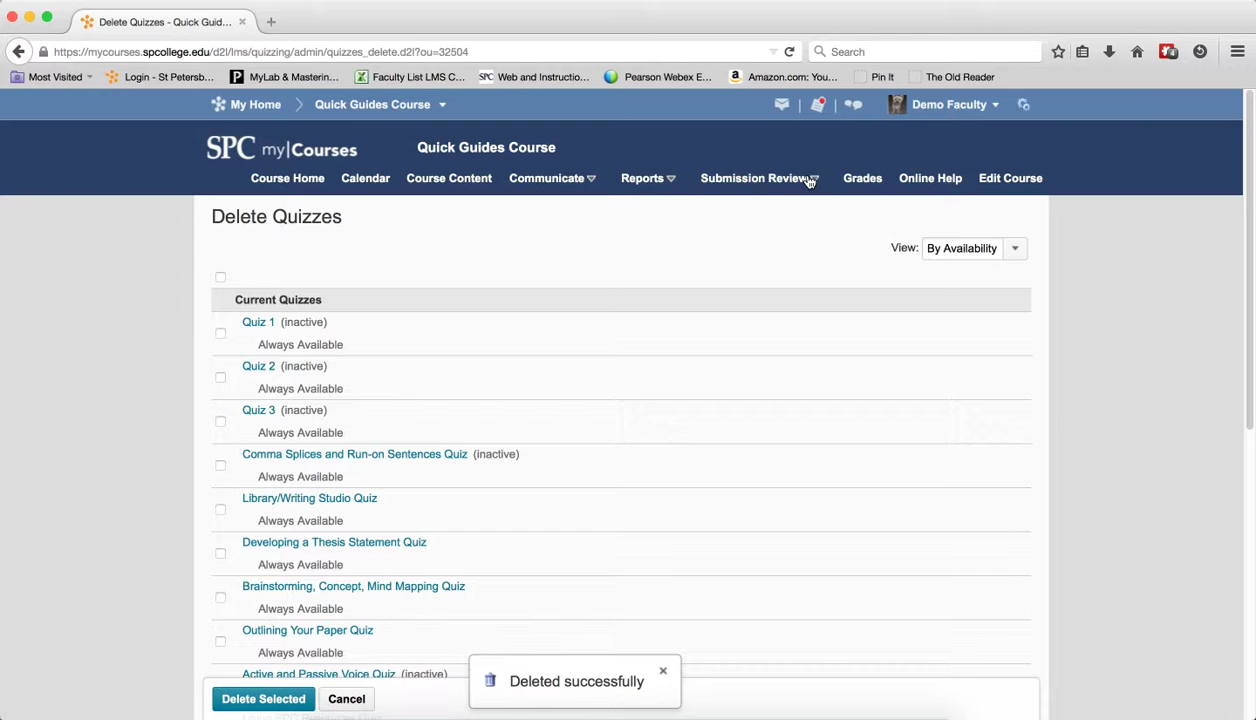 Delete Quizzes - Quick Guid...
https://mycourses.spcollege.edu/d2l/lms/quizzing/admin/quizzes_delete.d2l?ou=32504
Search
Most Visited
Login - St Petersb...
MyLab & Mastering...
Faculty List LMS C...
SPC Web and Instructio...
Pearson Webex E...
Amazon.com: You...
Pin It
The Old Reader
My Home
Quick Guides Course
Demo Faculty
SPC my|Courses
Quick Guides Course
Course Home
Calendar
Course Content
Communicate
Reports
Submission Review
Grades
Online Help
Edit Course
Delete Quizzes
View: By Availability
Current Quizzes
Quiz 1 (inactive)
Always Available
Quiz 2 (inactive)
Always Available
Quiz 3 (inactive)
Always Available
Comma Splices and Run-on Sentences Quiz (inactive)
Always Available
Library/Writing Studio Quiz
Always Available
Developing a Thesis Statement Quiz
Always Available
Brainstorming, Concept, Mind Mapping Quiz
Always Available
Outlining Your Paper Quiz
Always Available
Active and Passive Voice Quiz (inactive)
Deleted successfully
Delete Selected
Cancel